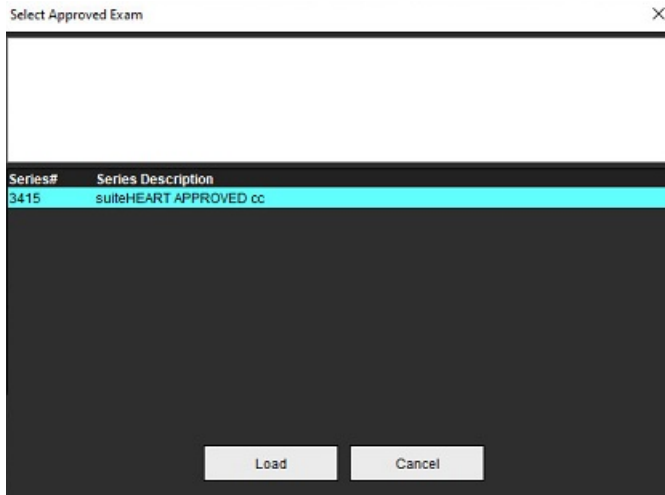 Select Approved Exam
Series# Series Description
3415 suiteHEART APPROVED cc
Load Cancel